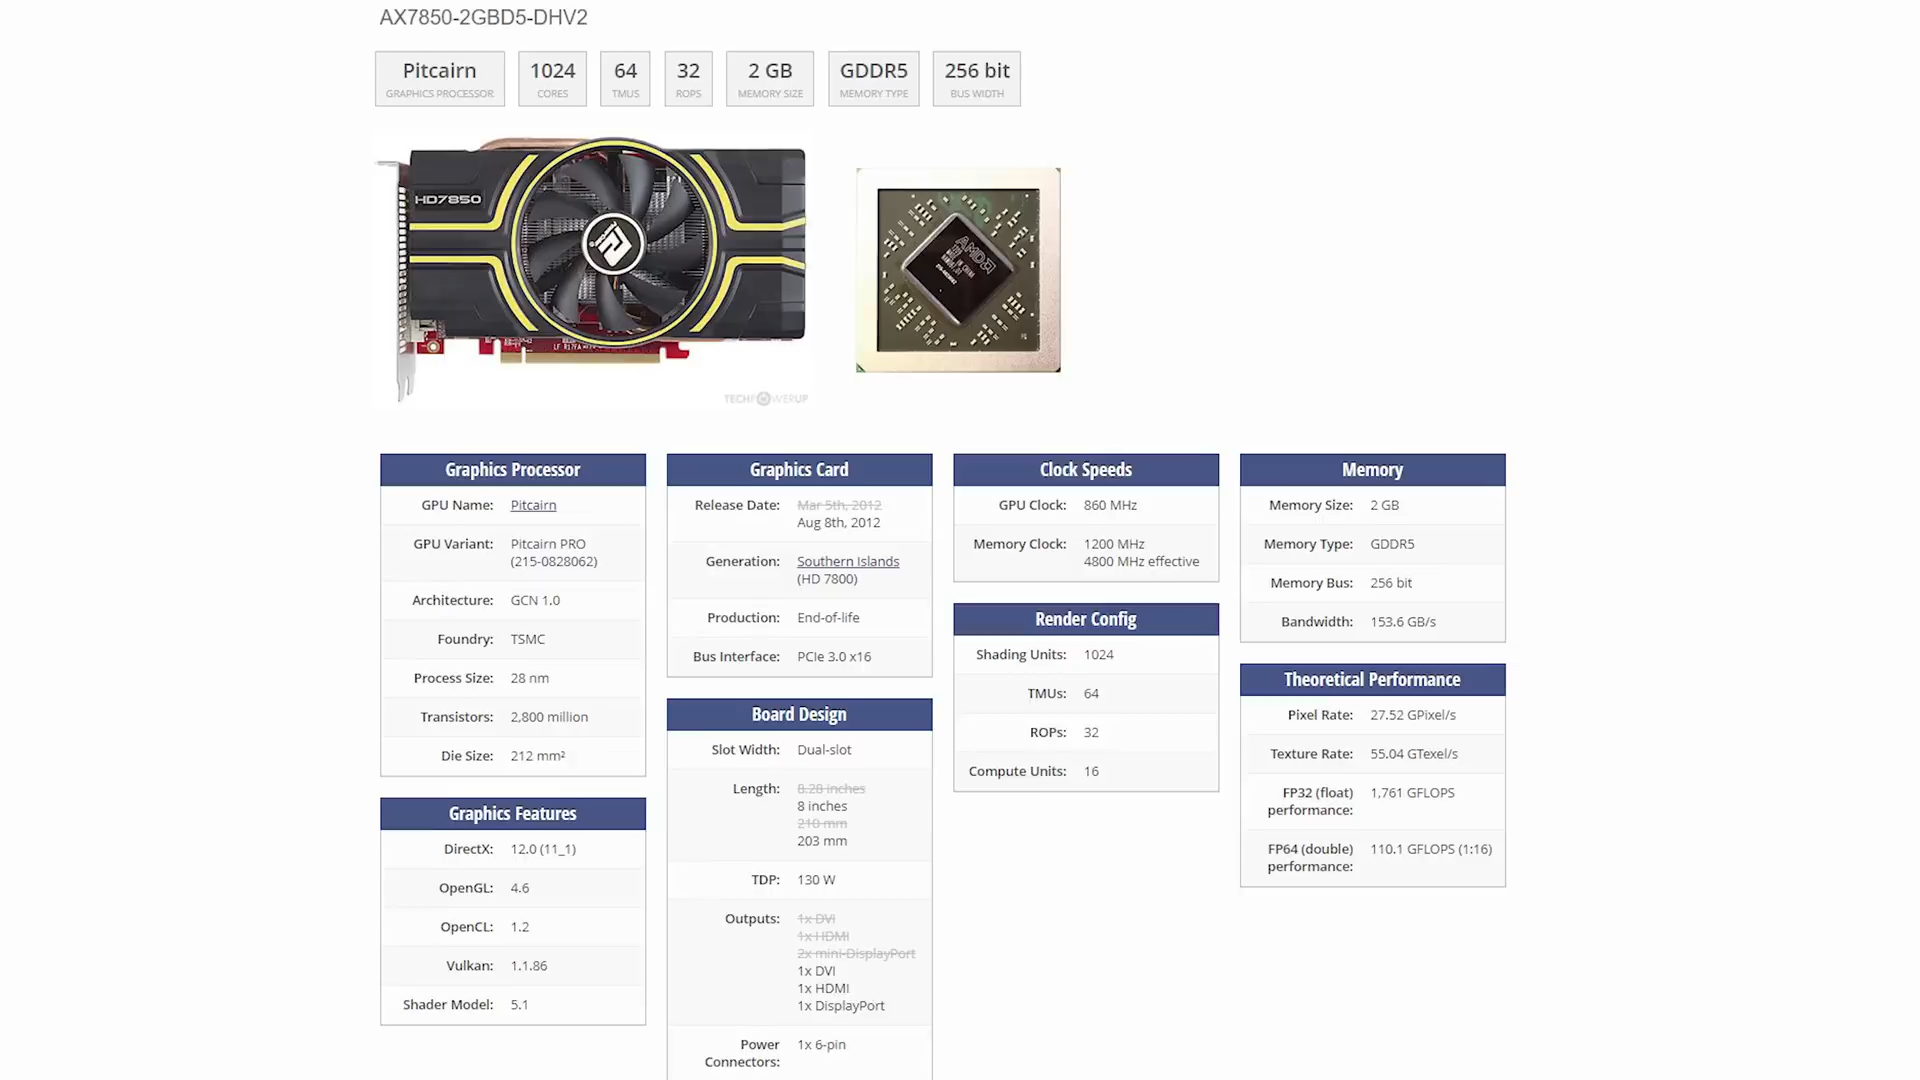 AX7850-2GBD5-DHV2
Pitcairn
GRAPHICS PROCESSOR
1024
CORES
64
TMUS
32
ROPS
2 GB
MEMORY SIZE
GDDR5
MEMORY TYPE
256 bit
BUS WIDTH
HD7850
TECHPOWERUP
AMD
Graphics Processor
GPU Name: Pitcairn
GPU Variant: Pitcairn PRO
(215-0828062)
Architecture: GCN 1.0
Foundry: TSMC
Process Size: 28 nm
Transistors: 2,800 million
Die Size: 212 mm²
Graphics Features
DirectX: 12.0 (11_1)
OpenGL: 4.6
OpenCL: 1.2
Vulkan: 1.1.86
Shader Model: 5.1
Graphics Card
Release Date: Mar 5th, 2012
Aug 8th, 2012
Generation: Southern Islands
(HD 7800)
Production: End-of-life
Bus Interface: PCIe 3.0 x16
Board Design
Slot Width: Dual-slot
Length: 8.28 inches
8 inches
210 mm
203 mm
TDP: 130 W
Outputs: 1x DVI
1x HDMI
2x mini-DisplayPort
1x DVI
1x HDMI
1x DisplayPort
Power Connectors: 1x 6-pin
Clock Speeds
GPU Clock: 860 MHz
Memory Clock: 1200 MHz
4800 MHz effective
Render Config
Shading Units: 1024
TMUs: 64
ROPs: 32
Compute Units: 16
Memory
Memory Size: 2 GB
Memory Type: GDDR5
Memory Bus: 256 bit
Bandwidth: 153.6 GB/s
Theoretical Performance
Pixel Rate: 27.52 GPixel/s
Texture Rate: 55.04 GTexel/s
FP32 (float) performance: 1,761 GFLOPS
FP64 (double) performance: 110.1 GFLOPS (1:16)